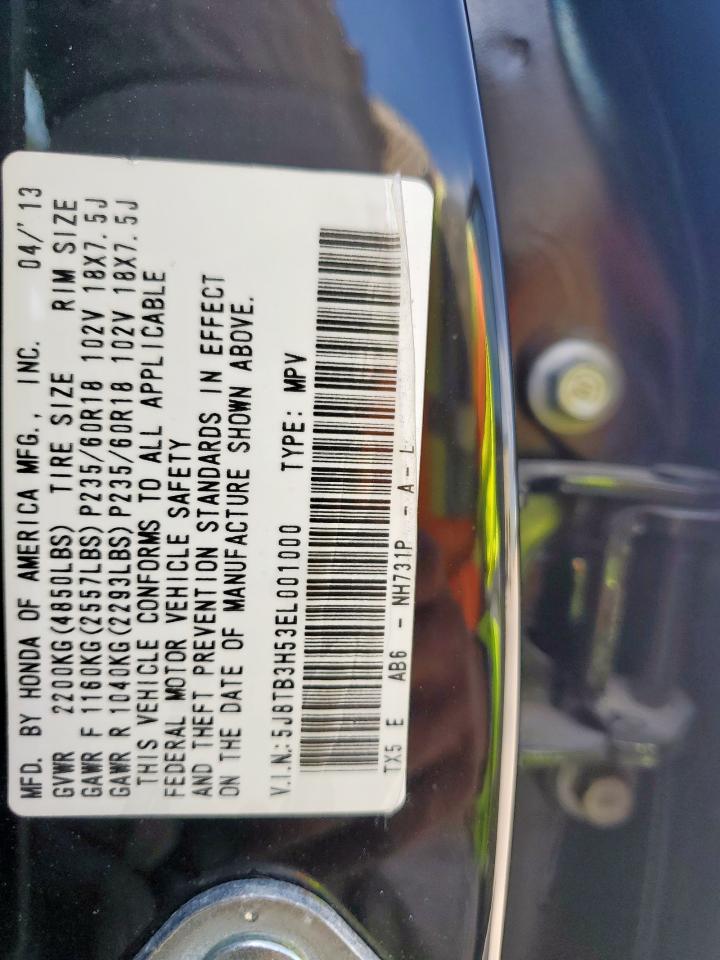 MFD. BY HONDA OF AMERICA MFG., INC. 04/'13
GVWR 2200KG(4850LBS) TIRE SIZE RIM SIZE
GAWR F 1160KG(2557LBS) P235/60R18 102V 18X7.5J
GAWR R 1040KG(2293LBS) P235/60R18 102V 18X7.5J
THIS VEHICLE CONFORMS TO ALL APPLICABLE
FEDERAL MOTOR VEHICLE SAFETY
AND THEFT PREVENTION STANDARDS IN EFFECT
ON THE DATE OF MANUFACTURE SHOWN ABOVE.
V.I.N.:5J8TB3H53EL001000 TYPE: MPV
TX5 E AB6 - NH731P - A - L